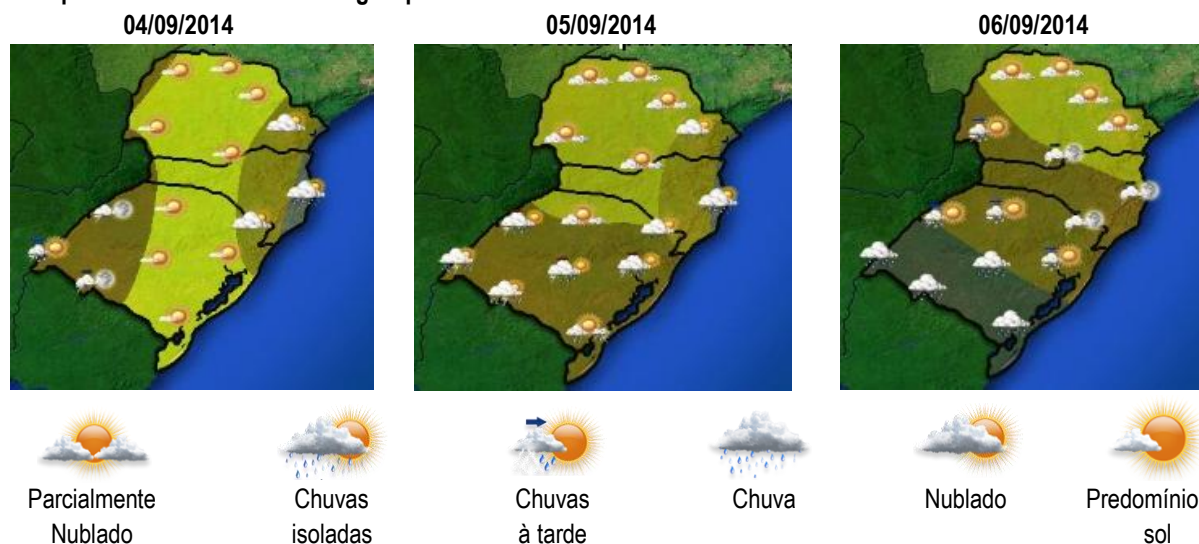 04/09/2014
05/09/2014
06/09/2014
Parcialmente
Nublado
Chuvas
isoladas
Chuvas
à tarde
Chuva
Nublado
Predomínio
sol